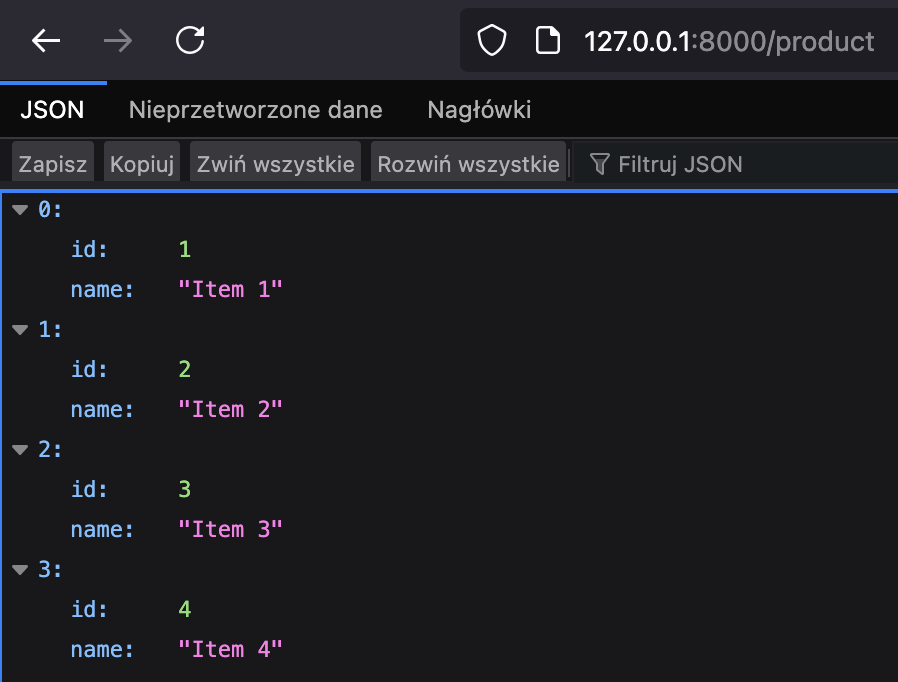 127.0.0.1:8000/product
JSON Nieprzetworzone dane Nagłówki
Zapisz Kopiuj Zwiń wszystkie Rozwiń wszystkie Filtruj JSON
0:
id: 1
name: "Item 1"
1:
id: 2
name: "Item 2"
2:
id: 3
name: "Item 3"
3:
id: 4
name: "Item 4"